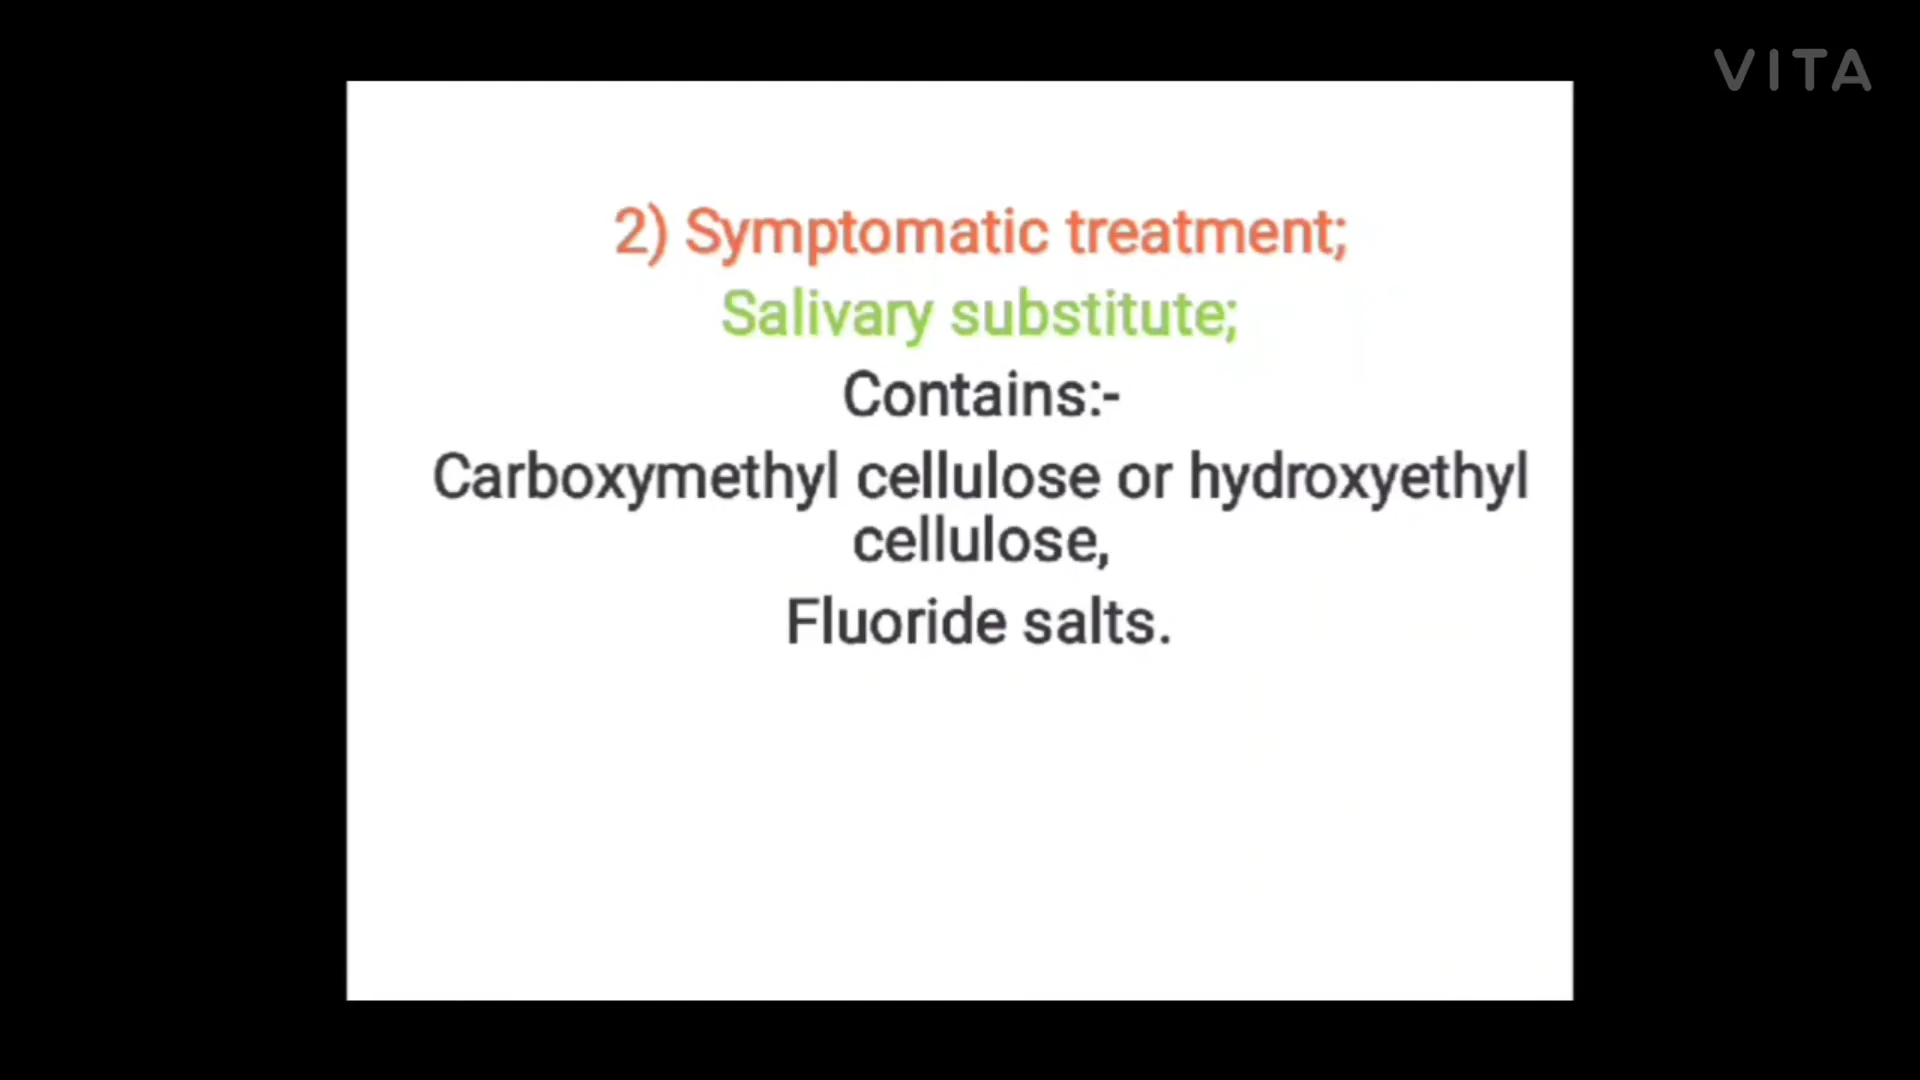 VITA
2) Symptomatic treatment;
Salivary substitute;
Contains:-
Carboxymethyl cellulose or hydroxyethyl
cellulose,
Fluoride salts.